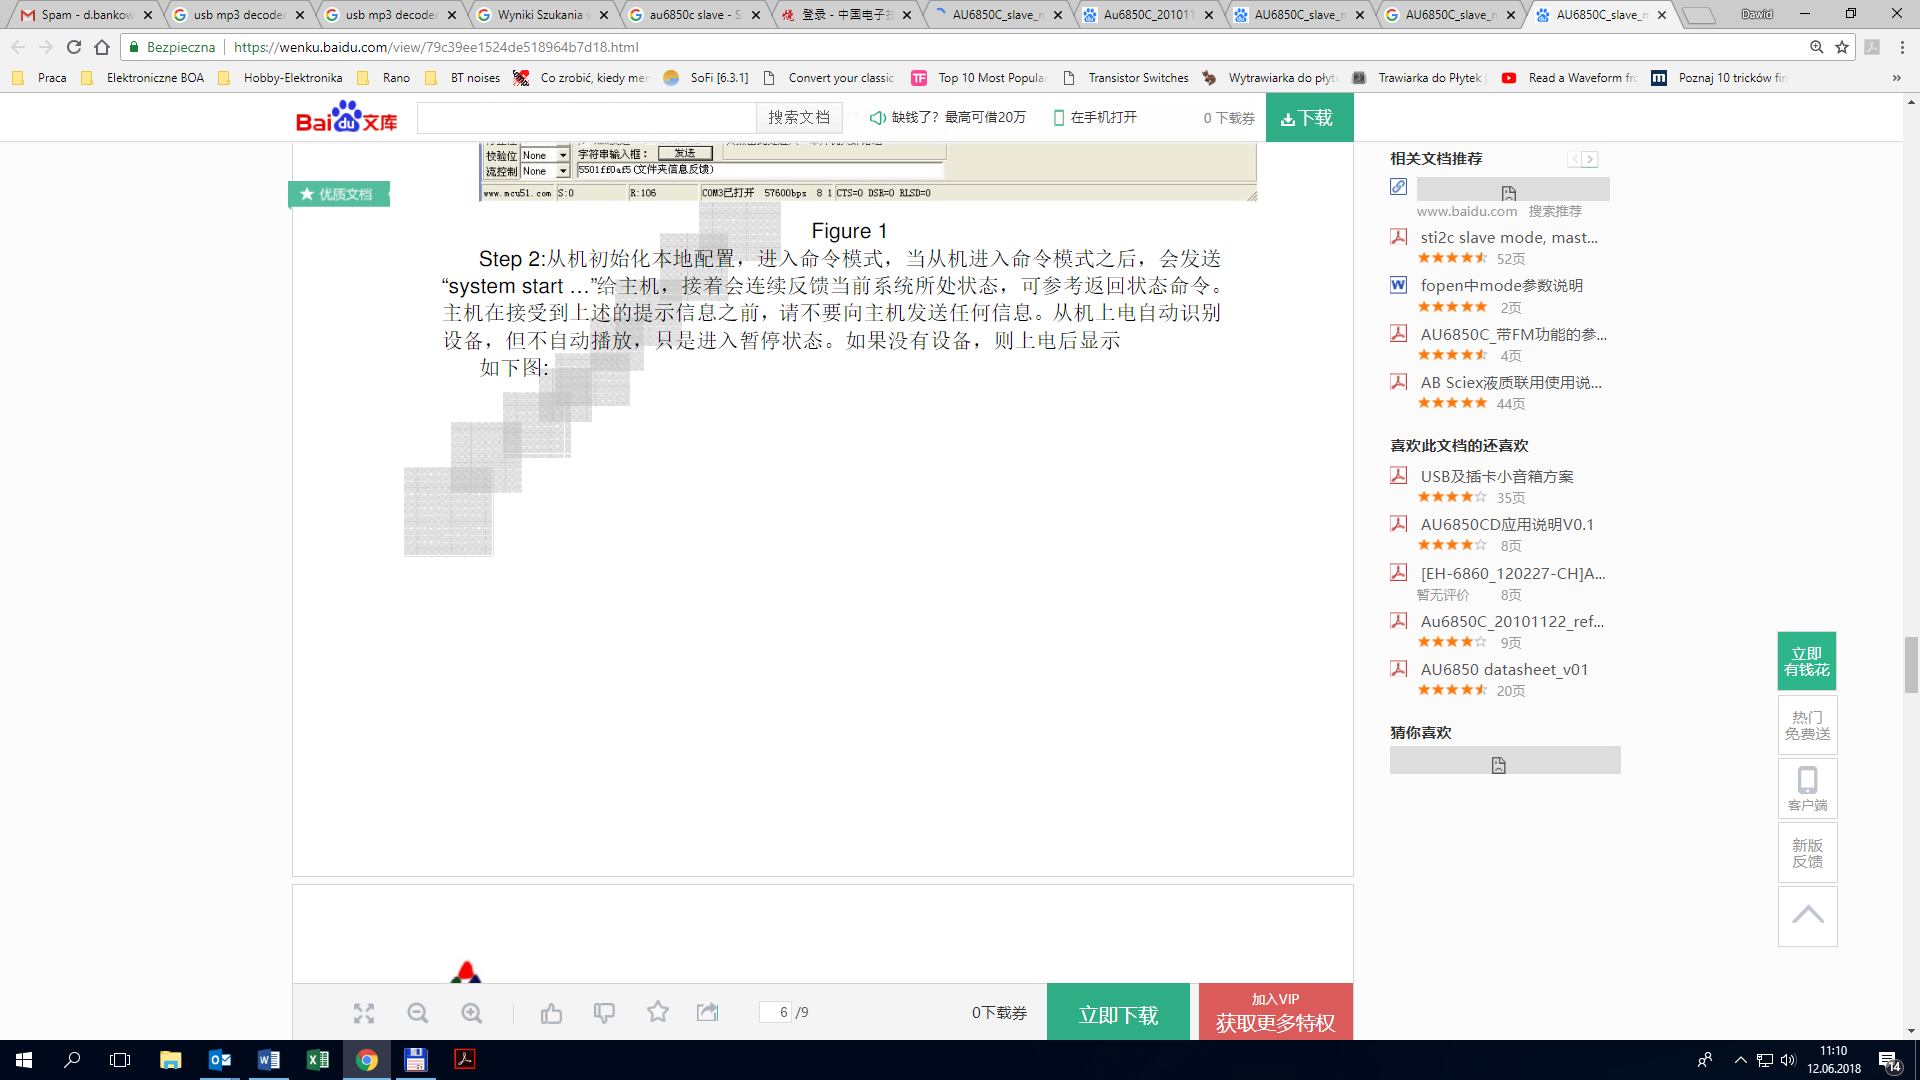 Spam - d.bankow
usb mp3 decoder
usb mp3 decoder
Wyniki Szukania w
au6850c slave - S
登录 - 中国电子技
AU6850C_slave_n
Au6850C_201011
AU6850C_slave_n
AU6850C_slave_n
AU6850C_slave_n
Dawid
Bezpieczna
https://wenku.baidu.com/view/79c39ee1524de518964b7d18.html
Praca
Elektroniczne BOA
Hobby-Elektronika
Rano
BT noises
Co zrobić, kiedy mer
SoFi [6.3.1]
Convert your classic
Top 10 Most Popula
Transistor Switches
Wytrawiarka do płyt
Trawiarka do Płytek
Read a Waveform fr
Poznaj 10 tricków fi
»
Bai du 文库
搜索文档
缺钱了？最高可借20万
在手机打开
0 下载券
下载
优质文档
校验位 None
字符串输入框：
发送
流控制 None
5501ff0af5(文件夹信息反馈)
www.mcu51.com S:0 R:106 COM3已打开 57600bps 8 1 CTS=0 DSR=0 RLSD=0
Figure 1
Step 2:从机初始化本地配置，进入命令模式，当从机进入命令模式之后，会发送
“system start …”给主机，接着会连续反馈当前系统所处状态，可参考返回状态命令。
主机在接受到上述的提示信息之前，请不要向主机发送任何信息。从机上电自动识别
设备，但不自动播放，只是进入暂停状态。如果没有设备，则上电后显示
如下图:
相关文档推荐
www.baidu.com 搜索推荐
sti2c slave mode, mast...
52页
fopen中mode参数说明
2页
AU6850C_带FM功能的参...
4页
AB Sciex液质联用使用说...
44页
喜欢此文档的还喜欢
USB及插卡小音箱方案
35页
AU6850CD应用说明V0.1
8页
[EH-6860_120227-CH]A...
暂无评价 8页
Au6850C_20101122_ref...
9页
AU6850 datasheet_v01
20页
猜你喜欢
立即
有钱花
热门
免费送
客户端
新版
反馈
6 /9
0下载券
立即下载
加入VIP
获取更多特权
11:10
12.06.2018
14